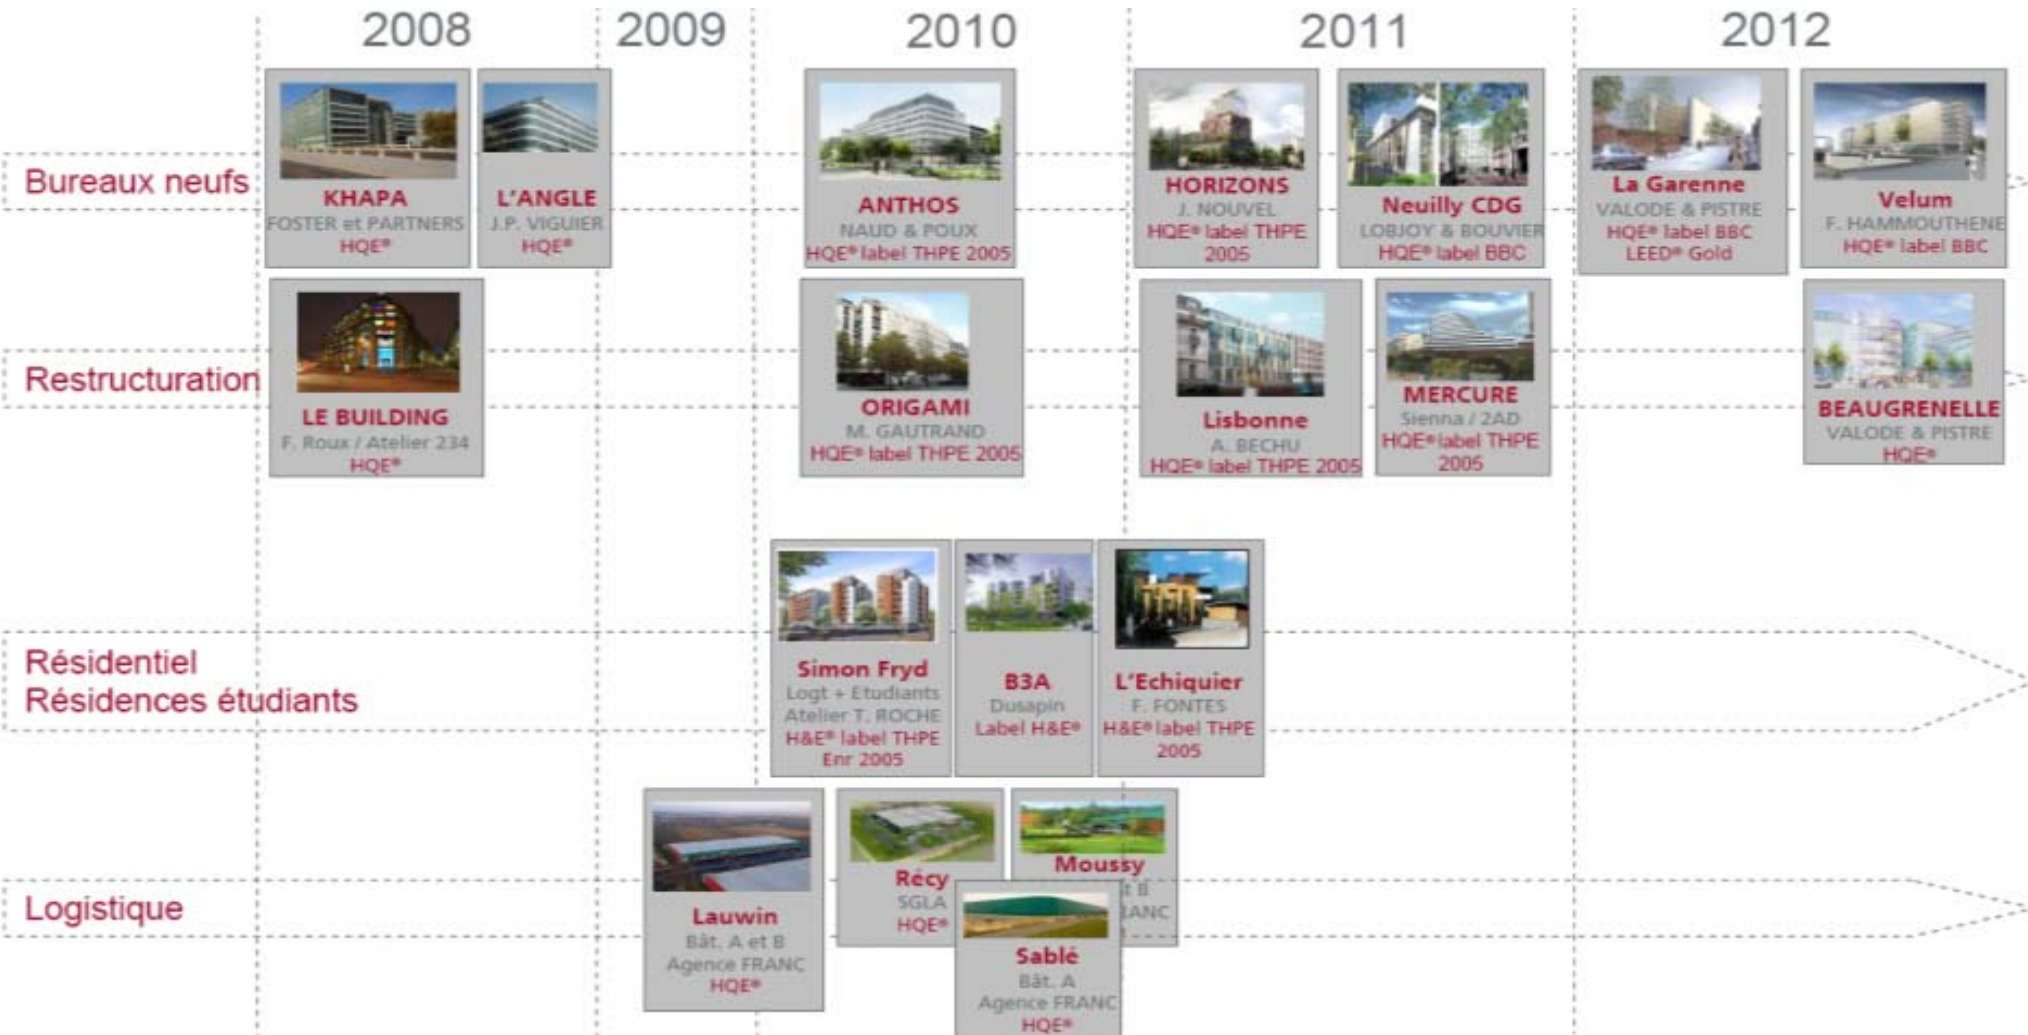 2008
2009
2010
2011
2012
Bureaux neufs
KHAPA
FOSTER et PARTNERS
HQE®
L'ANGLE
J.P. VIGUIER
HQE®
ANTHOS
NAUD & POUX
HQE® label THPE 2005
HORIZONS
J. NOUVEL
HQE® label THPE
2005
Neuilly CDG
LOBJOY & BOUVIER
HQE® label BBC
La Garenne
VALODE & PISTRE
HQE® label BBC
LEED® Gold
Velum
F. HAMMOUTHENE
HQE® label BBC
Restructuration
LE BUILDING
F. Roux / Atelier 234
HQE®
ORIGAMI
M. GAUTRAND
HQE® label THPE 2005
Lisbonne
A. BECHU
HQE® label THPE 2005
MERCURE
Sienna / 2AD
HQE® label THPE
2005
BEAUGRENELLE
VALODE & PISTRE
HQE®
Résidentiel
Résidences étudiants
Simon Fryd
Logt + Etudiants
Atelier T. ROCHE
H&E® label THPE
Enr 2005
B3A
Dusapin
Label H&E®
L'Echiquier
F. FONTES
H&E® label THPE
2005
Logistique
Lauwin
Bât. A et B
Agence FRANC
HQE®
Récy
SGLA
HQE®
Moussy
t B
RANC
Sablé
Bât. A
Agence FRANC
HQE®